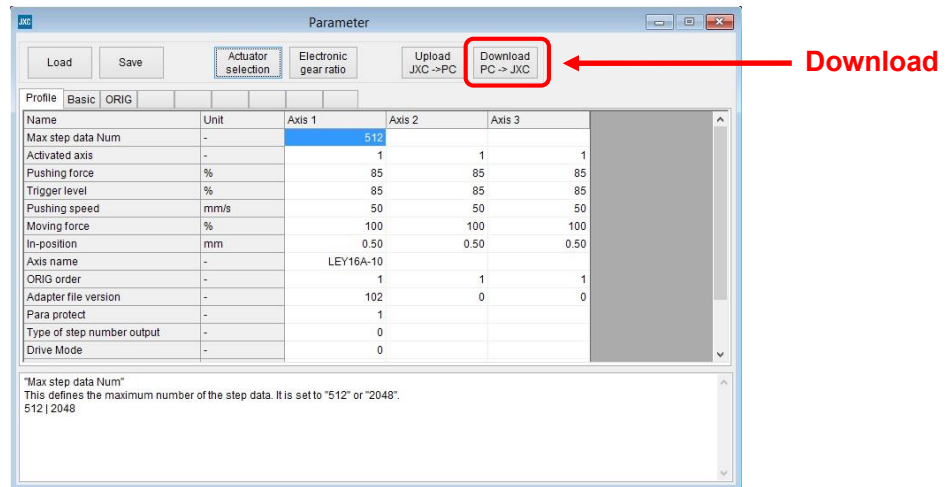 JXC
Parameter
Load Save Actuator selection Electronic gear ratio Upload JXC ->PC Download PC -> JXC Download
Profile Basic ORIG
Name Unit Axis 1 Axis 2 Axis 3
Max step data Num - 512
Activated axis - 1 1 1
Pushing force % 85 85 85
Trigger level % 85 85 85
Pushing speed mm/s 50 50 50
Moving force % 100 100 100
In-position mm 0.50 0.50 0.50
Axis name - LEY16A-10
ORIG order - 1 1 1
Adapter file version - 102 0 0
Para protect - 1
Type of step number output - 0
Drive Mode - 0
"Max step data Num"
This defines the maximum number of the step data. It is set to "512" or "2048".
512 | 2048